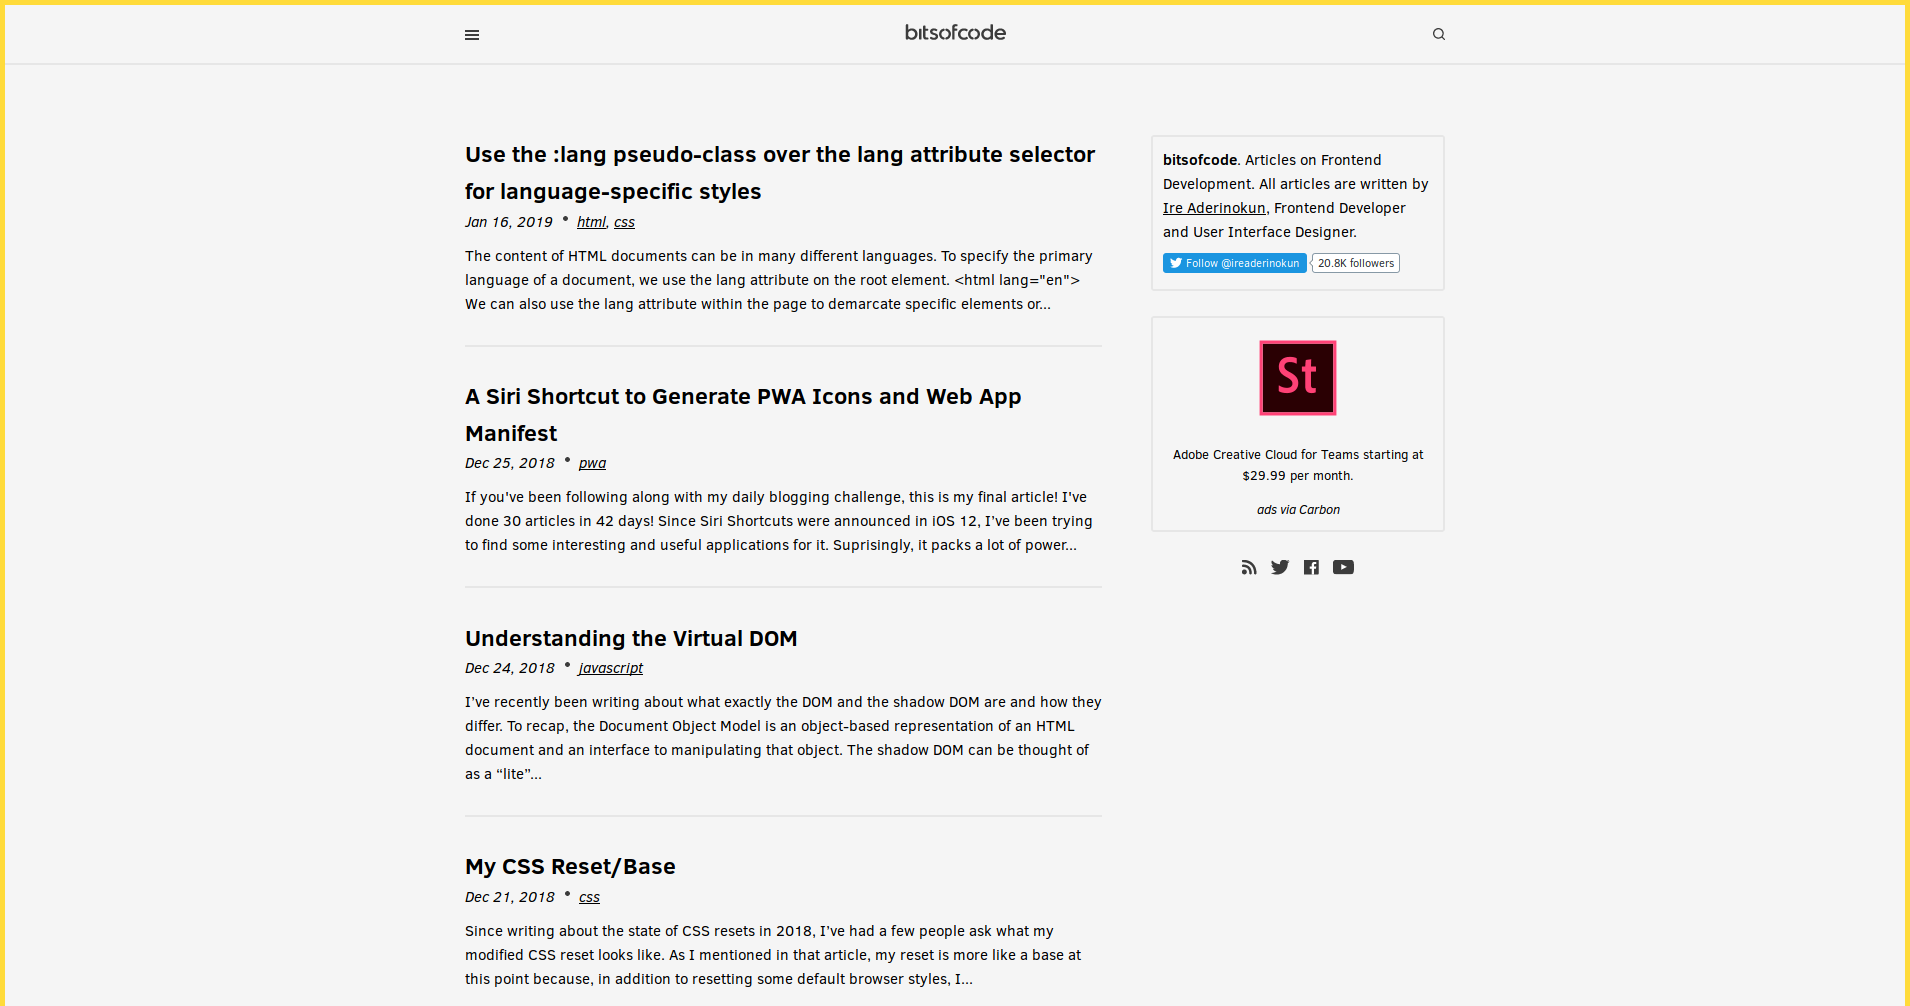 bitsofcode
Use the :lang pseudo-class over the lang attribute selector
for language-specific styles
Jan 16, 2019 • html, css
The content of HTML documents can be in many different languages. To specify the primary
language of a document, we use the lang attribute on the root element. <html lang="en">
We can also use the lang attribute within the page to demarcate specific elements or...
A Siri Shortcut to Generate PWA Icons and Web App
Manifest
Dec 25, 2018 • pwa
If you've been following along with my daily blogging challenge, this is my final article! I've
done 30 articles in 42 days! Since Siri Shortcuts were announced in iOS 12, I've been trying
to find some interesting and useful applications for it. Suprisingly, it packs a lot of power...
Understanding the Virtual DOM
Dec 24, 2018 • javascript
I’ve recently been writing about what exactly the DOM and the shadow DOM are and how they
differ. To recap, the Document Object Model is an object-based representation of an HTML
document and an interface to manipulating that object. The shadow DOM can be thought of
as a “lite”...
My CSS Reset/Base
Dec 21, 2018 • css
Since writing about the state of CSS resets in 2018, I’ve had a few people ask what my
modified CSS reset looks like. As I mentioned in that article, my reset is more like a base at
this point because, in addition to resetting some default browser styles, I...
bitsofcode. Articles on Frontend
Development. All articles are written by
Ire Aderinokun, Frontend Developer
and User Interface Designer.
Follow @ireaderinokun 20.8K followers
St
Adobe Creative Cloud for Teams starting at
$29.99 per month.
ads via Carbon